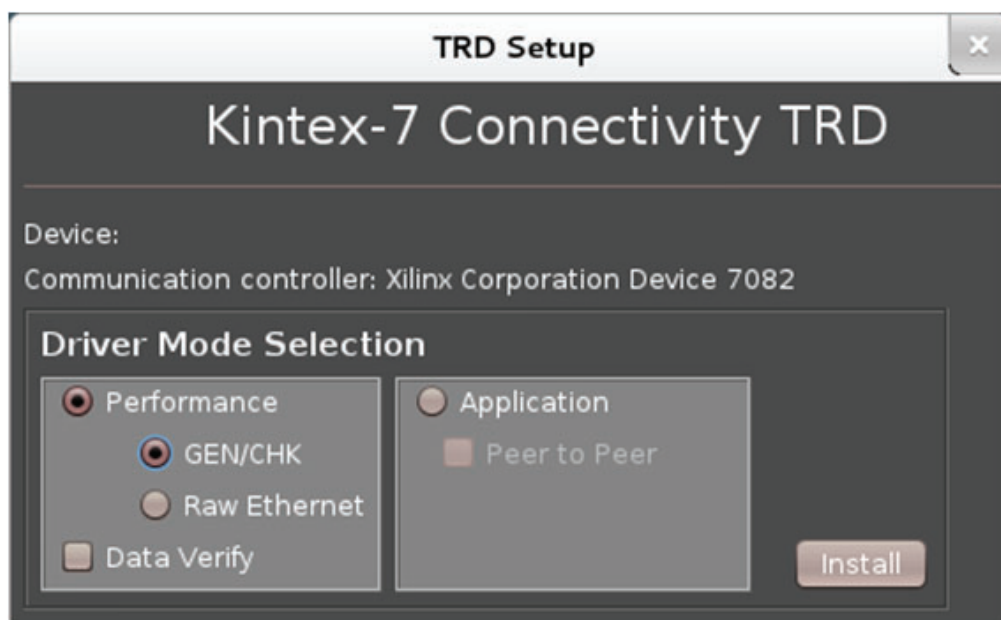 TRD Setup
Kintex-7 Connectivity TRD
Device:
Communication controller: Xilinx Corporation Device 7082
Driver Mode Selection
Performance
GEN/CHK
Raw Ethernet
Data Verify
Application
Peer to Peer
Install